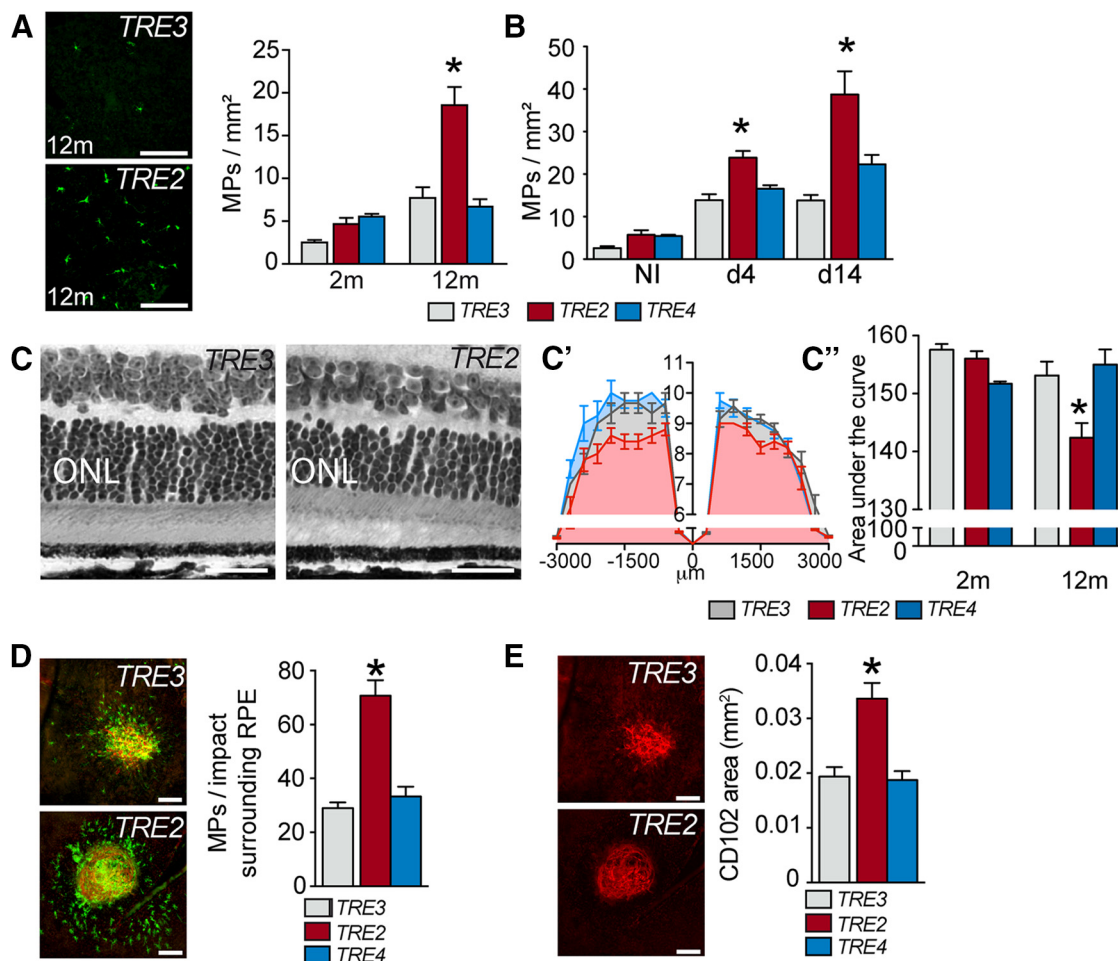 A
TRE3
12m
TRE2
12m
MPs / mm²
25
20
15
10
5
0
*
2m
12m
B
MPs / mm²
50
40
30
20
10
0
*
*
NI
d4
d14
TRE3
TRE2
TRE4
C
TRE3
ONL
TRE2
ONL
C'
11
10
9
8
7
6
-3000
-1500
0
1500
3000
µm
C"
Area under the curve
160
150
140
130
100
0
*
2m
12m
TRE3
TRE2
TRE4
D
TRE3
TRE2
MPs / impact
surrounding RPE
80
60
40
20
0
*
TRE3
TRE2
TRE4
E
TRE3
TRE2
CD102 area (mm²)
0.04
0.03
0.02
0.01
0
*
TRE3
TRE2
TRE4